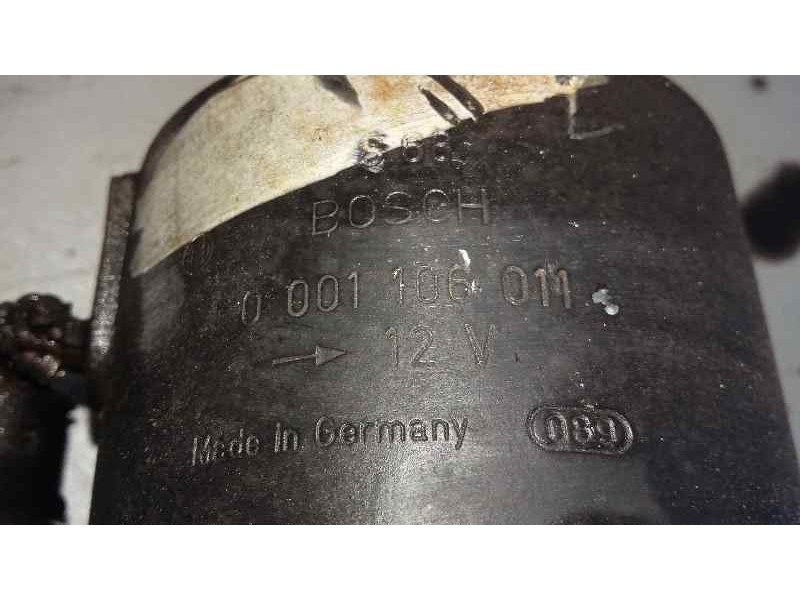 BOSCH
0 001 106 011
→ 12 V
Made in Germany 089